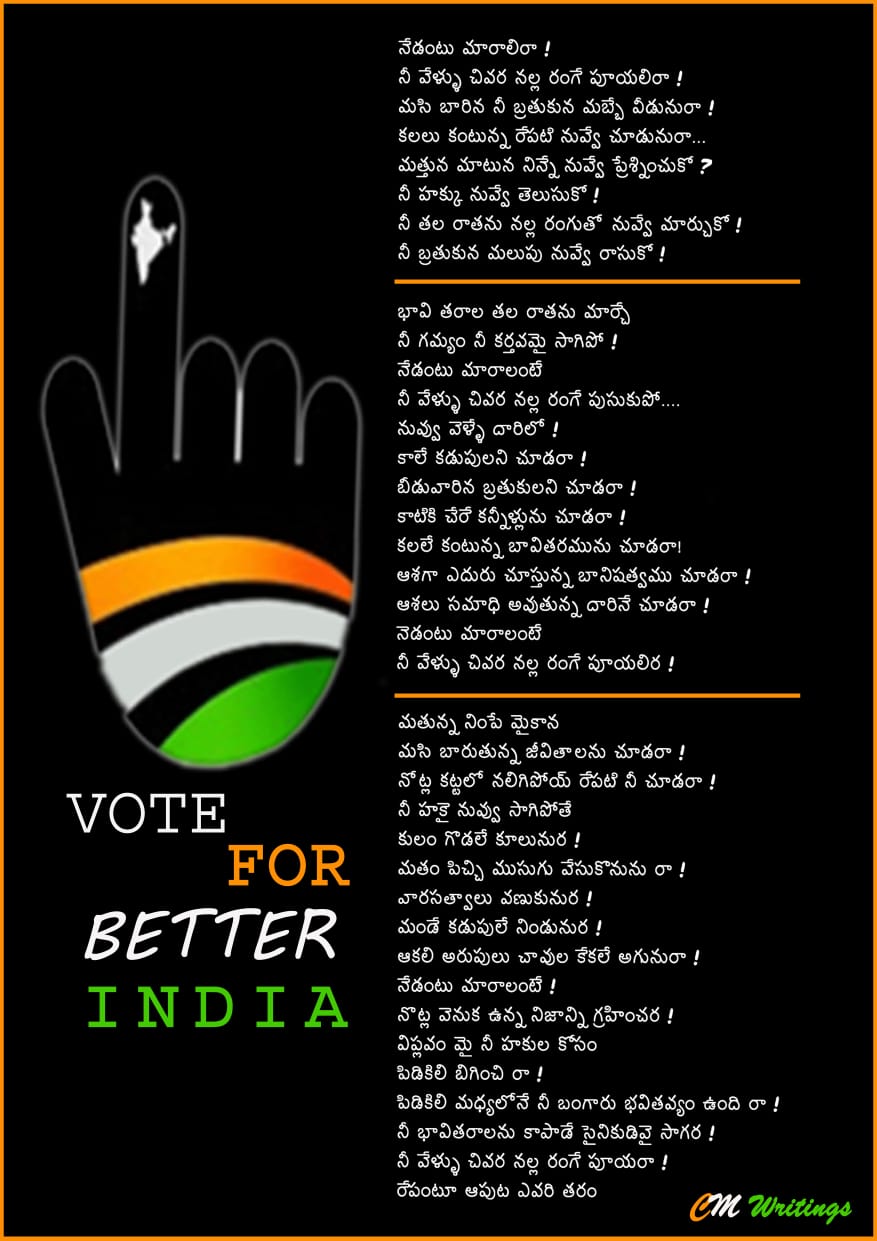 నేడంటు మారాలిరా !
నీ వేళ్ళు చివర నల్ల రంగే పూయలిరా !
మసి బారిన నీ బ్రతుకున మబ్బే వీడునురా !
కలలు కంటున్న రేపటి నువ్వే చూడునురా...
మత్తున మాటున నిన్నే నువ్వే ప్రేశ్నించుకో ?
నీ హక్కు నువ్వే తెలుసుకో !
నీ తల రాతను నల్ల రంగుతో నువ్వే మార్చుకో !
నీ బ్రతుకున మలుపు నువ్వే రాసుకో !
భావి తరాల తల రాతను మార్చే
నీ గమ్యం నీ కర్తవమై సాగిపో !
నేడంటు మారాలంటే
నీ వేళ్ళు చివర నల్ల రంగే పుసుకుపో....
నువ్వు వెళ్ళే దారిలో !
కాలే కడుపులని చూడరా !
బీడువారిన బ్రతుకులని చూడరా !
కాటికి చేరే కన్నీళ్లును చూడరా !
కలలే కంటున్న బావితరమును చూడరా!
ఆశగా ఎదురు చూస్తున్న బానిషత్వము చూడరా !
ఆశలు సమాధి అవుతున్న దారినే చూడరా !
నెడంటు మారాలంటే
నీ వేళ్ళు చివర నల్ల రంగే పూయలిర !
మతున్న నింపే మైకాన
మసి బారుతున్న జీవితాలను చూడరా !
నోట్ల కట్టలో నలిగిపోయ్ రేపటి నీ చూడరా !
నీ హకై నువ్వు సాగిపోతే
కులం గొడలే కూలునుర !
మతం పిచ్చి ముసుగు వేసుకొనును రా !
వారసత్వాలు వణుకునుర !
మండే కడుపులే నిండునుర !
ఆకలి అరుపులు చావుల కేకలే అగునురా !
నేడంటు మారాలంటే !
నొట్ల వెనుక ఉన్న నిజాన్ని గ్రహించర !
విప్లవం మై నీ హకుల కోసం
పిడికిలి బిగించి రా !
పిడికిలి మధ్యలోనే నీ బంగారు భవితవ్యం ఉంది రా !
నీ భావితరాలను కాపాడే సైనికుడివై సాగర !
నీ వేళ్ళు చివర నల్ల రంగే పూయరా !
రేపంటూ ఆపుట ఎవరి తరం
VOTE
FOR
BETTER
INDIA
CM Writings